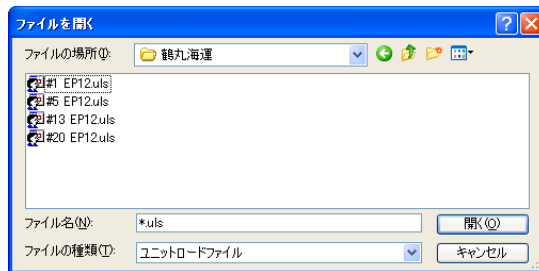 ファイルを開く
ファイルの場所(I):
鶴丸海運
#1 EP12.uls
#5 EP12.uls
#13 EP12.uls
#20 EP12.uls
ファイル名(N):
*.uls
開く(O)
ファイルの種類(T):
ユニットロードファイル
キャンセル